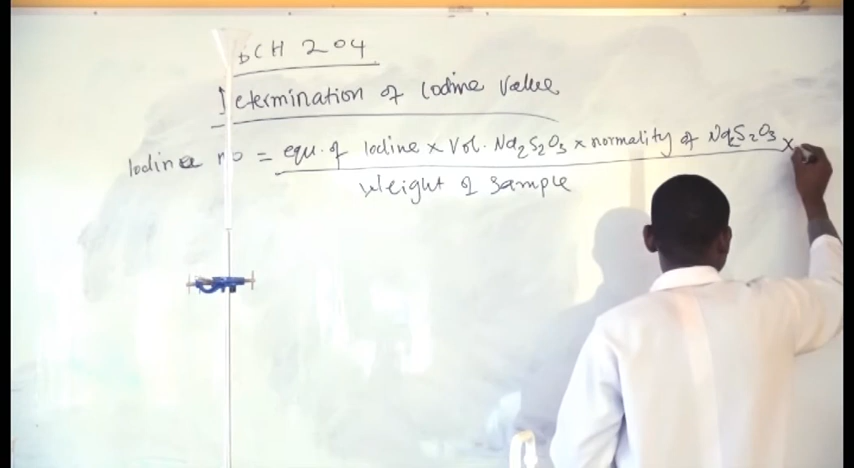 BCH 204
Determination of Iodine Value
Iodine no = equ. of Iodine x Vol. Na2S2O3 x normality of Na2S2O3 x
Weight of Sample